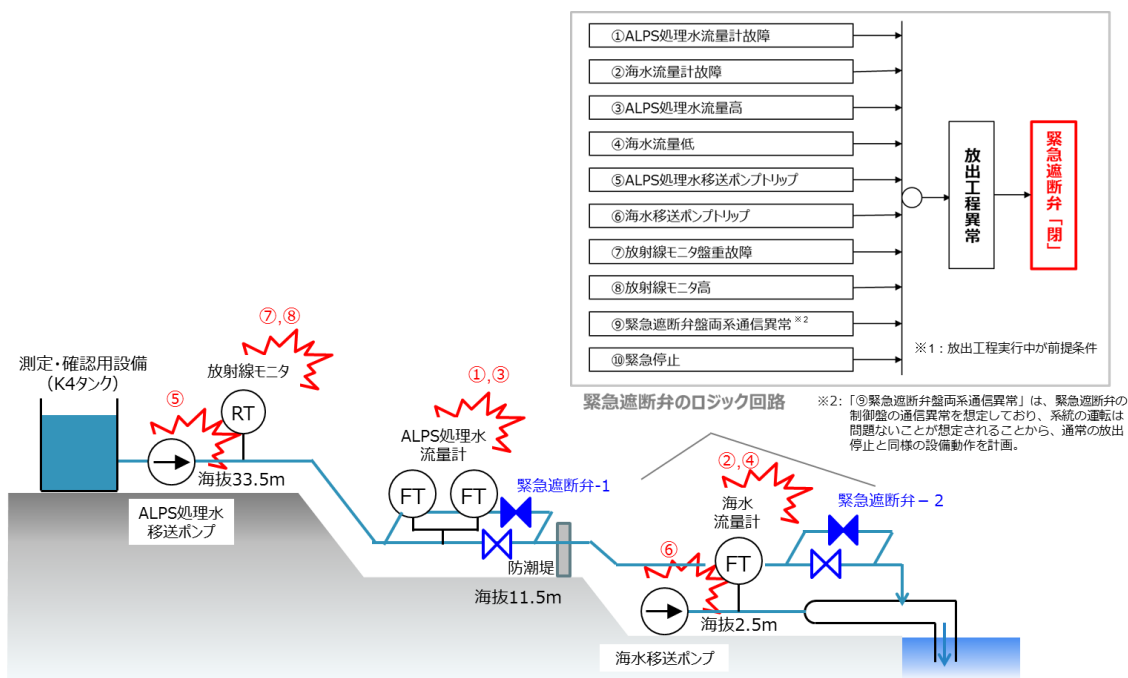 ①ALPS処理水流量計故障
②海水流量計故障
③ALPS処理水流量高
④海水流量低
⑤ALPS処理水移送ポンプトリップ
⑥海水移送ポンプトリップ
⑦放射線モニタ盤重故障
⑧放射線モニタ高
⑨緊急遮断弁盤両系通信異常※2
⑩緊急停止
放出工程異常
緊急遮断弁「閉」
※1：放出工程実行中が前提条件
緊急遮断弁のロジック回路
※2:「⑨緊急遮断弁盤両系通信異常」は、緊急遮断弁の
制御盤の通信異常を想定しており、系統の運転は
問題ないことが想定されることから、通常の放出
停止と同様の設備動作を計画。
測定・確認用設備
（K4タンク）
⑤
⑦,⑧
放射線モニタ
RT
海抜33.5m
ALPS処理水
移送ポンプ
①,③
ALPS処理水
流量計
FT
FT
緊急遮断弁-1
防潮堤
海抜11.5m
②,④
海水
流量計
FT
緊急遮断弁－2
⑥
海抜2.5m
海水移送ポンプ